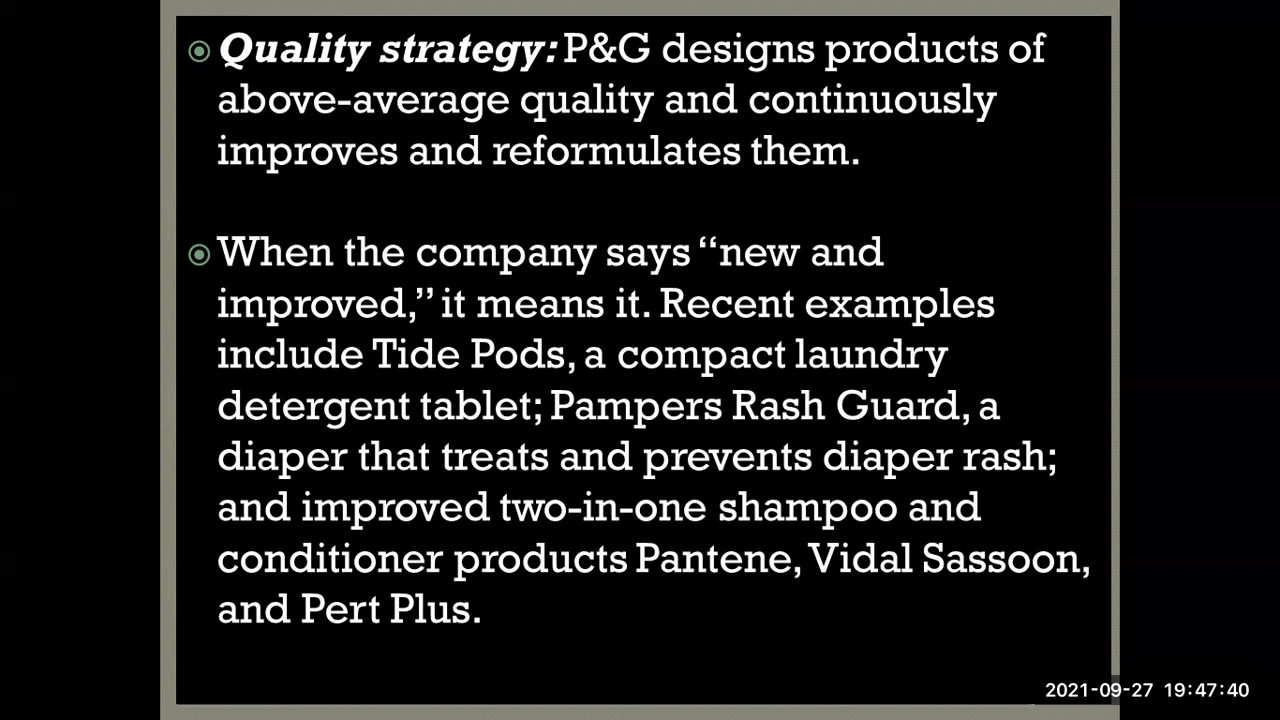 Quality strategy: P&G designs products of
above-average quality and continuously
improves and reformulates them.
When the company says “new and
improved,” it means it. Recent examples
include Tide Pods, a compact laundry
detergent tablet; Pampers Rash Guard, a
diaper that treats and prevents diaper rash;
and improved two-in-one shampoo and
conditioner products Pantene, Vidal Sassoon,
and Pert Plus.
2021-09-27 19:47:40